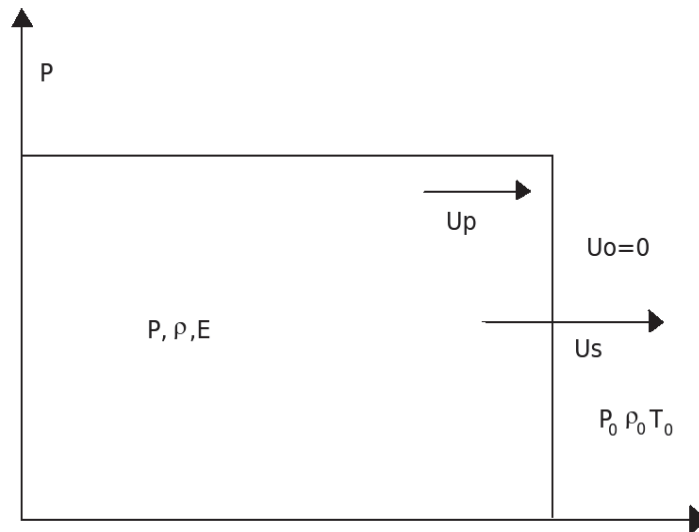 P
Up
Uo=0
P, ρ,E
Us
P₀ ρ₀ T₀